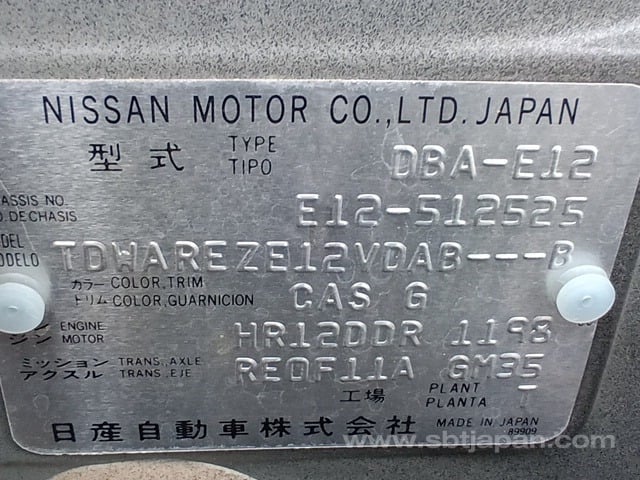 NISSAN MOTOR CO.,LTD. JAPAN
型式 TYPE TIPO DBA-E12
ASSIS NO. O.DECHASIS E12-512525
DEL ODELO TDWAREZE12VDAB---B
カラー COLOR,TRIM
トリム COLOR,GUARNICION CAS G
ン ENGINE
ジン MOTOR HR12DDR 1198
ミッション TRANS.,AXLE
アクスル TRANS.,EJE RE0F11A GM35
工場 PLANT PLANTA T
日産自動車株式会社 MADE IN JAPAN
89909
www.sbtjapan.com